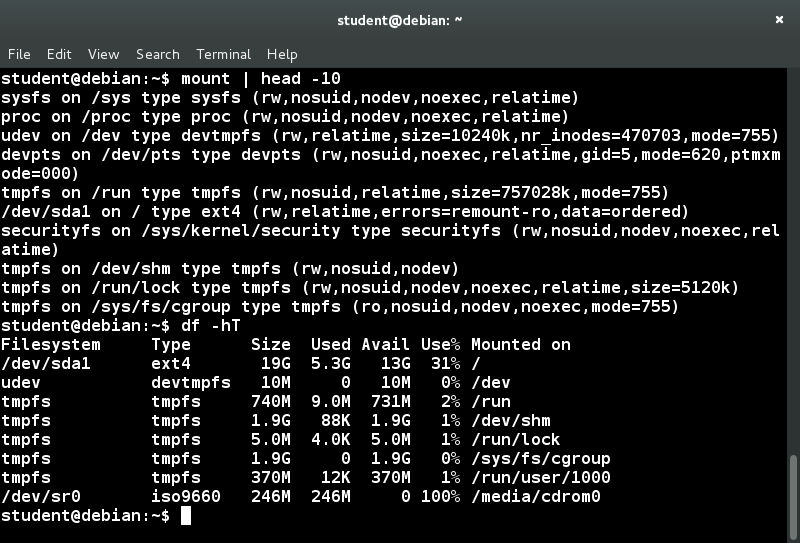 student@debian: ~
×
File Edit View Search Terminal Help
student@debian:~$ mount | head -10
sysfs on /sys type sysfs (rw,nosuid,nodev,noexec,relatime)
proc on /proc type proc (rw,nosuid,nodev,noexec,relatime)
udev on /dev type devtmpfs (rw,relatime,size=10240k,nr_inodes=470703,mode=755)
devpts on /dev/pts type devpts (rw,nosuid,noexec,relatime,gid=5,mode=620,ptmxm
ode=000)
tmpfs on /run type tmpfs (rw,nosuid,relatime,size=757028k,mode=755)
/dev/sda1 on / type ext4 (rw,relatime,errors=remount-ro,data=ordered)
securityfs on /sys/kernel/security type securityfs (rw,nosuid,nodev,noexec,rel
atime)
tmpfs on /dev/shm type tmpfs (rw,nosuid,nodev)
tmpfs on /run/lock type tmpfs (rw,nosuid,nodev,noexec,relatime,size=5120k)
tmpfs on /sys/fs/cgroup type tmpfs (ro,nosuid,nodev,noexec,mode=755)
student@debian:~$ df -hT
Filesystem     Type      Size  Used Avail Use% Mounted on
/dev/sda1      ext4       19G  5.3G   13G  31% /
udev           devtmpfs   10M     0   10M   0% /dev
tmpfs          tmpfs     740M  9.0M  731M   2% /run
tmpfs          tmpfs     1.9G   88K  1.9G   1% /dev/shm
tmpfs          tmpfs     5.0M  4.0K  5.0M   1% /run/lock
tmpfs          tmpfs     1.9G     0  1.9G   0% /sys/fs/cgroup
tmpfs          tmpfs     370M   12K  370M   1% /run/user/1000
/dev/sr0       iso9660   246M  246M     0 100% /media/cdrom0
student@debian:~$